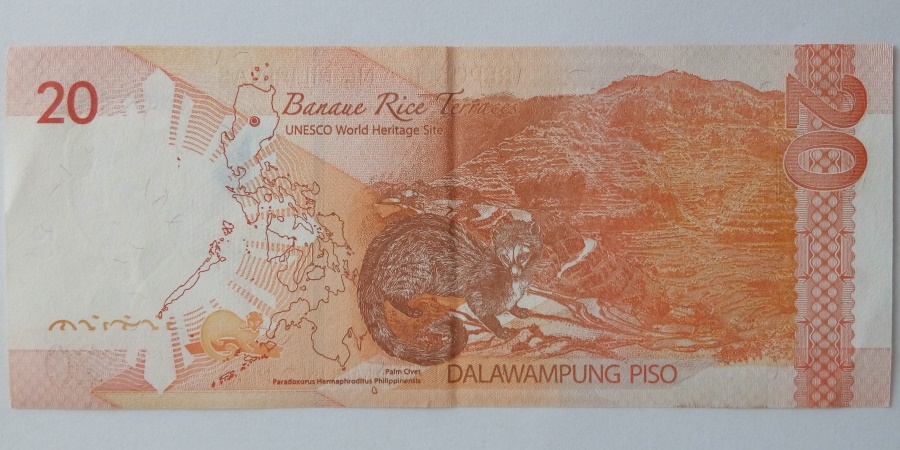 20
Banaue Rice Terraces
UNESCO World Heritage Site
20
Palm Civet
Paradoxurus Hermaphroditus Philippinensis
DALAWAMPUNG PISO